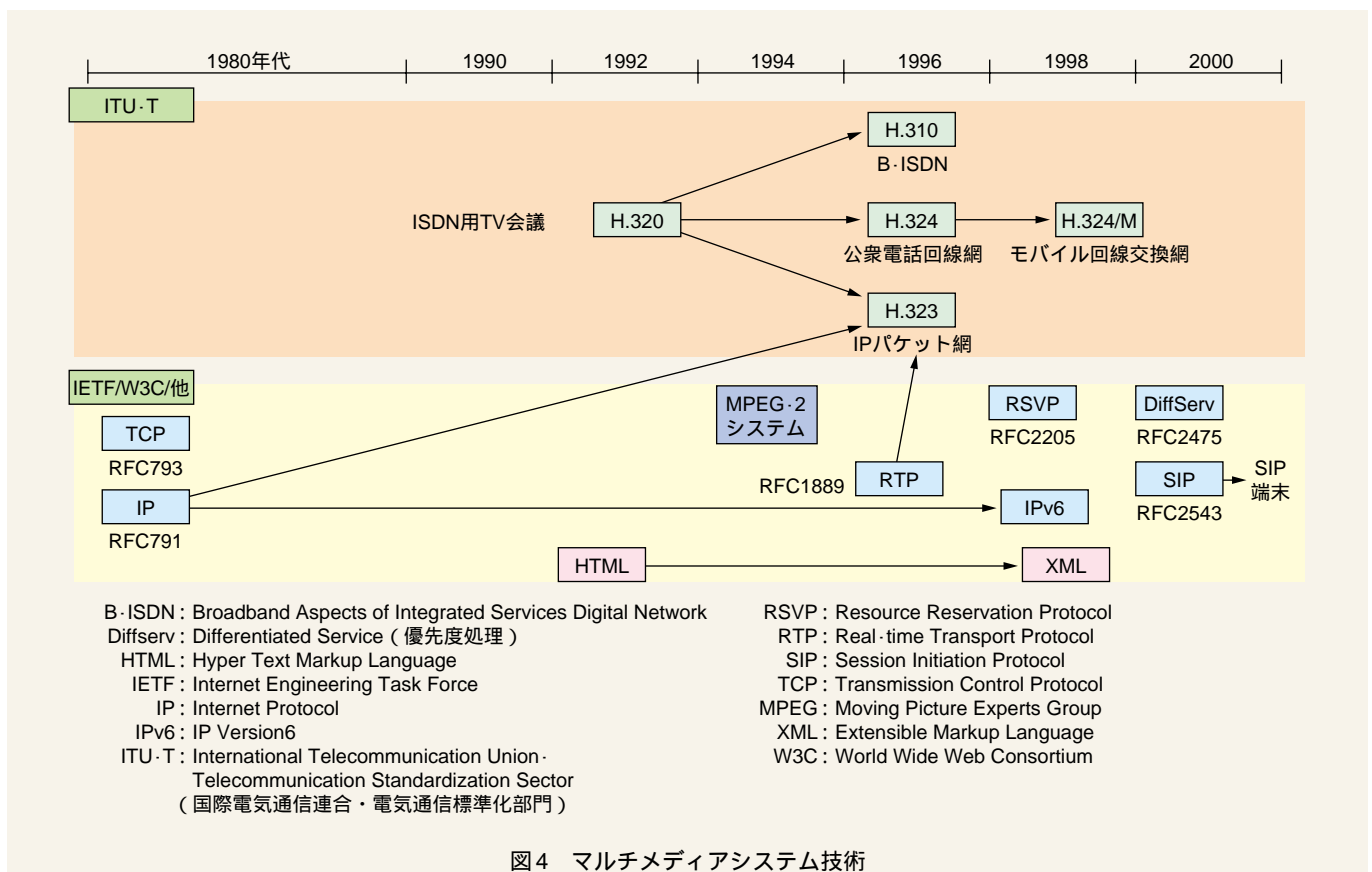 1980年代 1990 1992 1994 1996 1998 2000
ITU-T
H.310
B-ISDN
ISDN用TV会議 H.320 H.324 H.324/M
公衆電話回線網 モバイル回線交換網
H.323
IPパケット網
IETF/W3C/他
TCP
RFC793
MPEG-2
システム
RSVP
RFC2205
DiffServ
RFC2475
IP
RFC791
RFC1889 RTP
IPv6
SIP
RFC2543
SIP
端末
HTML XML
B-ISDN : Broadband Aspects of Integrated Services Digital Network
Diffserv : Differentiated Service（優先度処理）
HTML : Hyper Text Markup Language
IETF : Internet Engineering Task Force
IP : Internet Protocol
IPv6 : IP Version6
ITU-T : International Telecommunication Union-
Telecommunication Standardization Sector
（国際電気通信連合・電気通信標準化部門）
RSVP : Resource Reservation Protocol
RTP : Real-time Transport Protocol
SIP : Session Initiation Protocol
TCP : Transmission Control Protocol
MPEG : Moving Picture Experts Group
XML : Extensible Markup Language
W3C : World Wide Web Consortium
図4 マルチメディアシステム技術